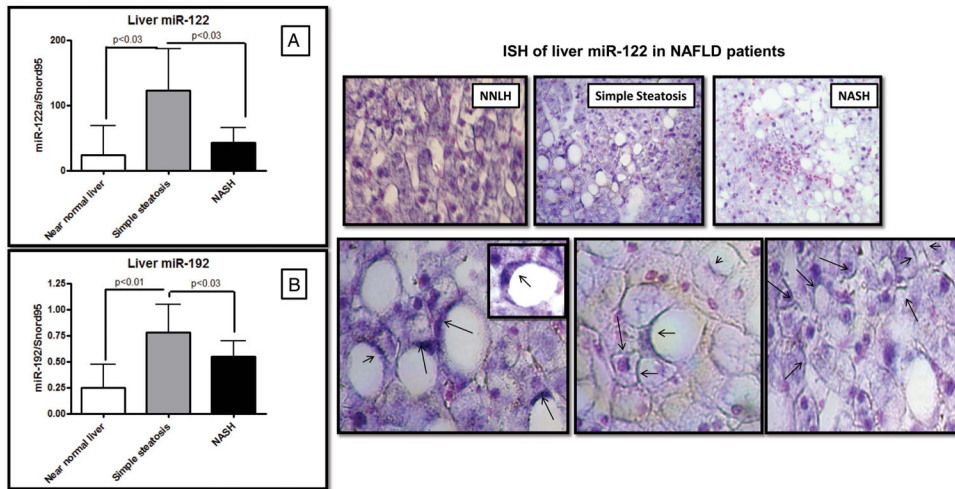 Liver miR-122
A
p<0.03
p<0.03
miR-122a/Snord95
200
100
0
Near normal liver
Simple steatosis
NASH
Liver miR-192
B
p<0.01
p<0.03
miR-192/Snord95
1.25
1.00
0.75
0.50
0.25
0.00
Near normal liver
Simple steatosis
NASH
ISH of liver miR-122 in NAFLD patients
NNLH
Simple Steatosis
NASH